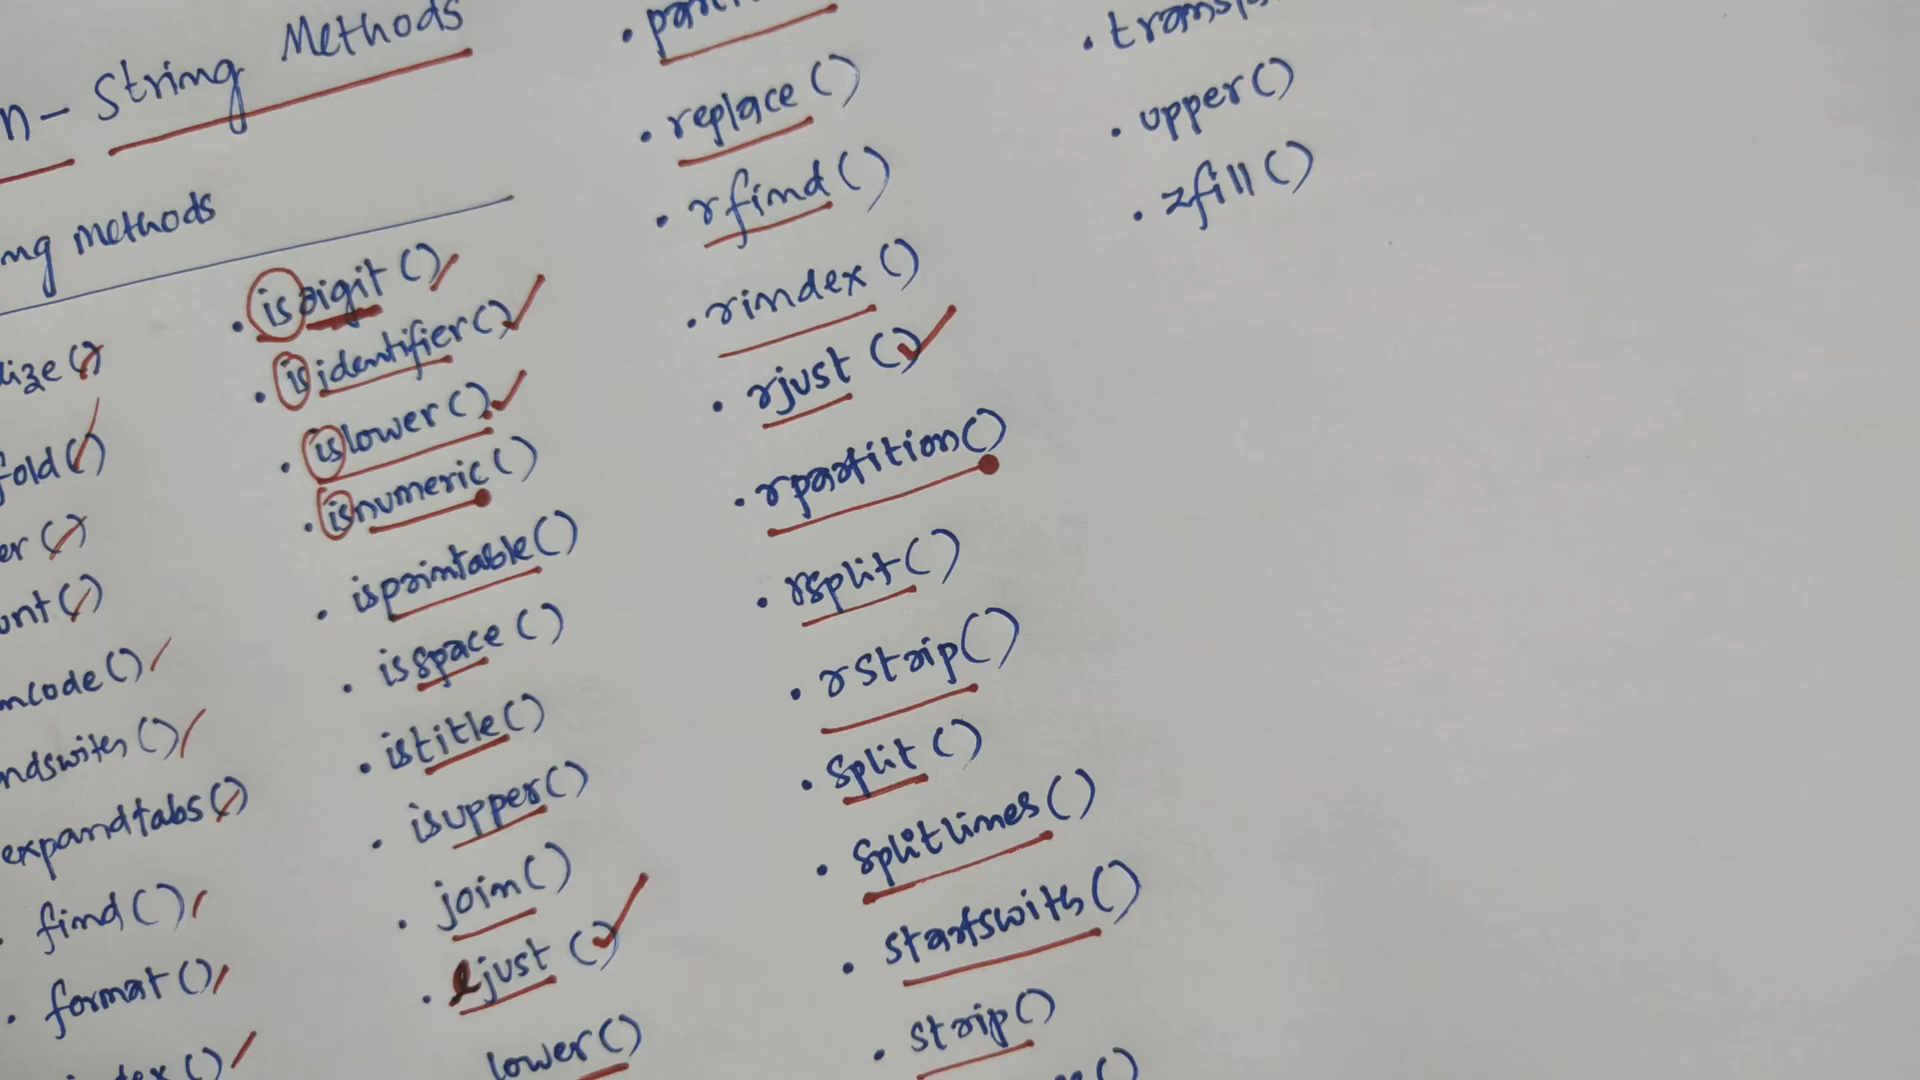 n - String Methods
ng Methods
lize()
fold()
er()
unt()
ncode()
ndswith()
expandtabs()
. find()
. format()
dex()
. isdigit()
. isidentifier()
. islower()
. isnumeric()
. isprintable()
. isspace()
. istitle()
. isupper()
. join()
. ljust()
lower()
. replace()
. rfind()
. rindex()
. rjust()
. rpartition()
. rsplit()
. rstrip()
. split()
. splitlines()
. startswith()
. strip()
. upper()
. zfill()